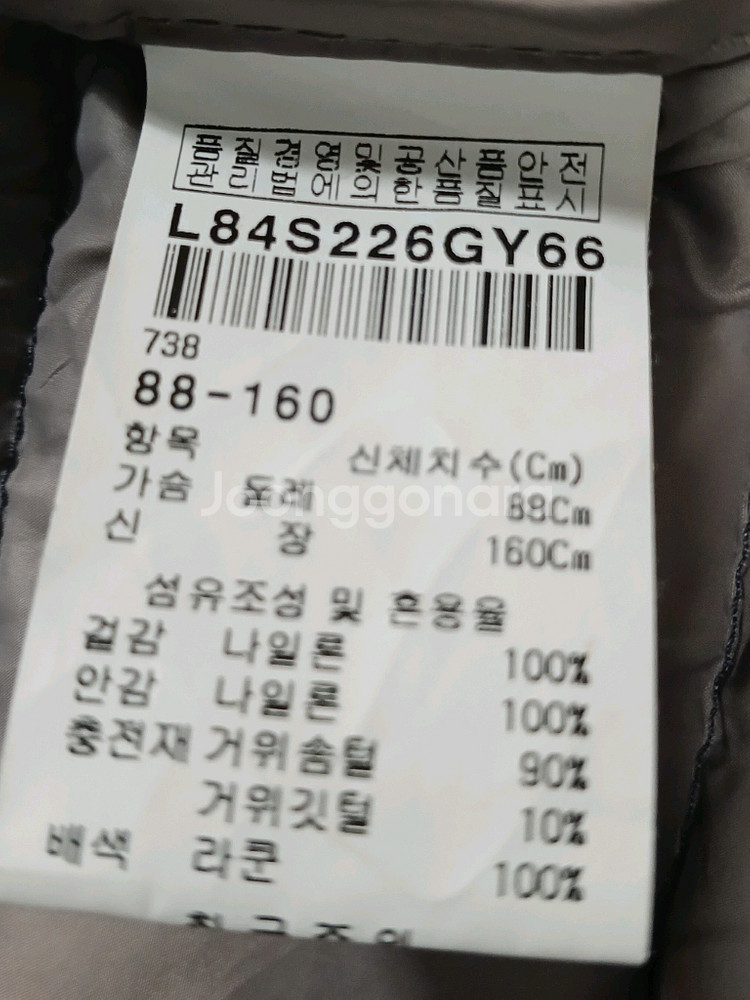 품질경영 및 공산품안전
관리법에 의한 품질표시
L84S226GY66
738
88-160
항목 신체치수(Cm)
가슴 둘레 88Cm
신 장 160Cm
섬유조성 및 혼용율
겉감 나일론 100%
안감 나일론 100%
충전재 거위솜털 90%
거위깃털 10%
배색 라쿤 100%
Joonggonara